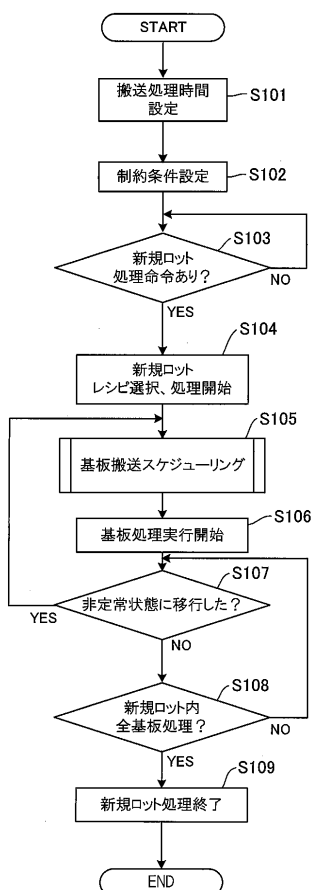 START
搬送処理時間
設定
S101
制約条件設定
S102
S103
新規ロット
処理命令あり?
NO
YES
S104
新規ロット
レシピ選択、処理開始
S105
基板搬送スケジューリング
S106
基板処理実行開始
S107
非定常状態に移行した?
YES
NO
S108
新規ロット内
全基板処理?
NO
YES
S109
新規ロット処理終了
END